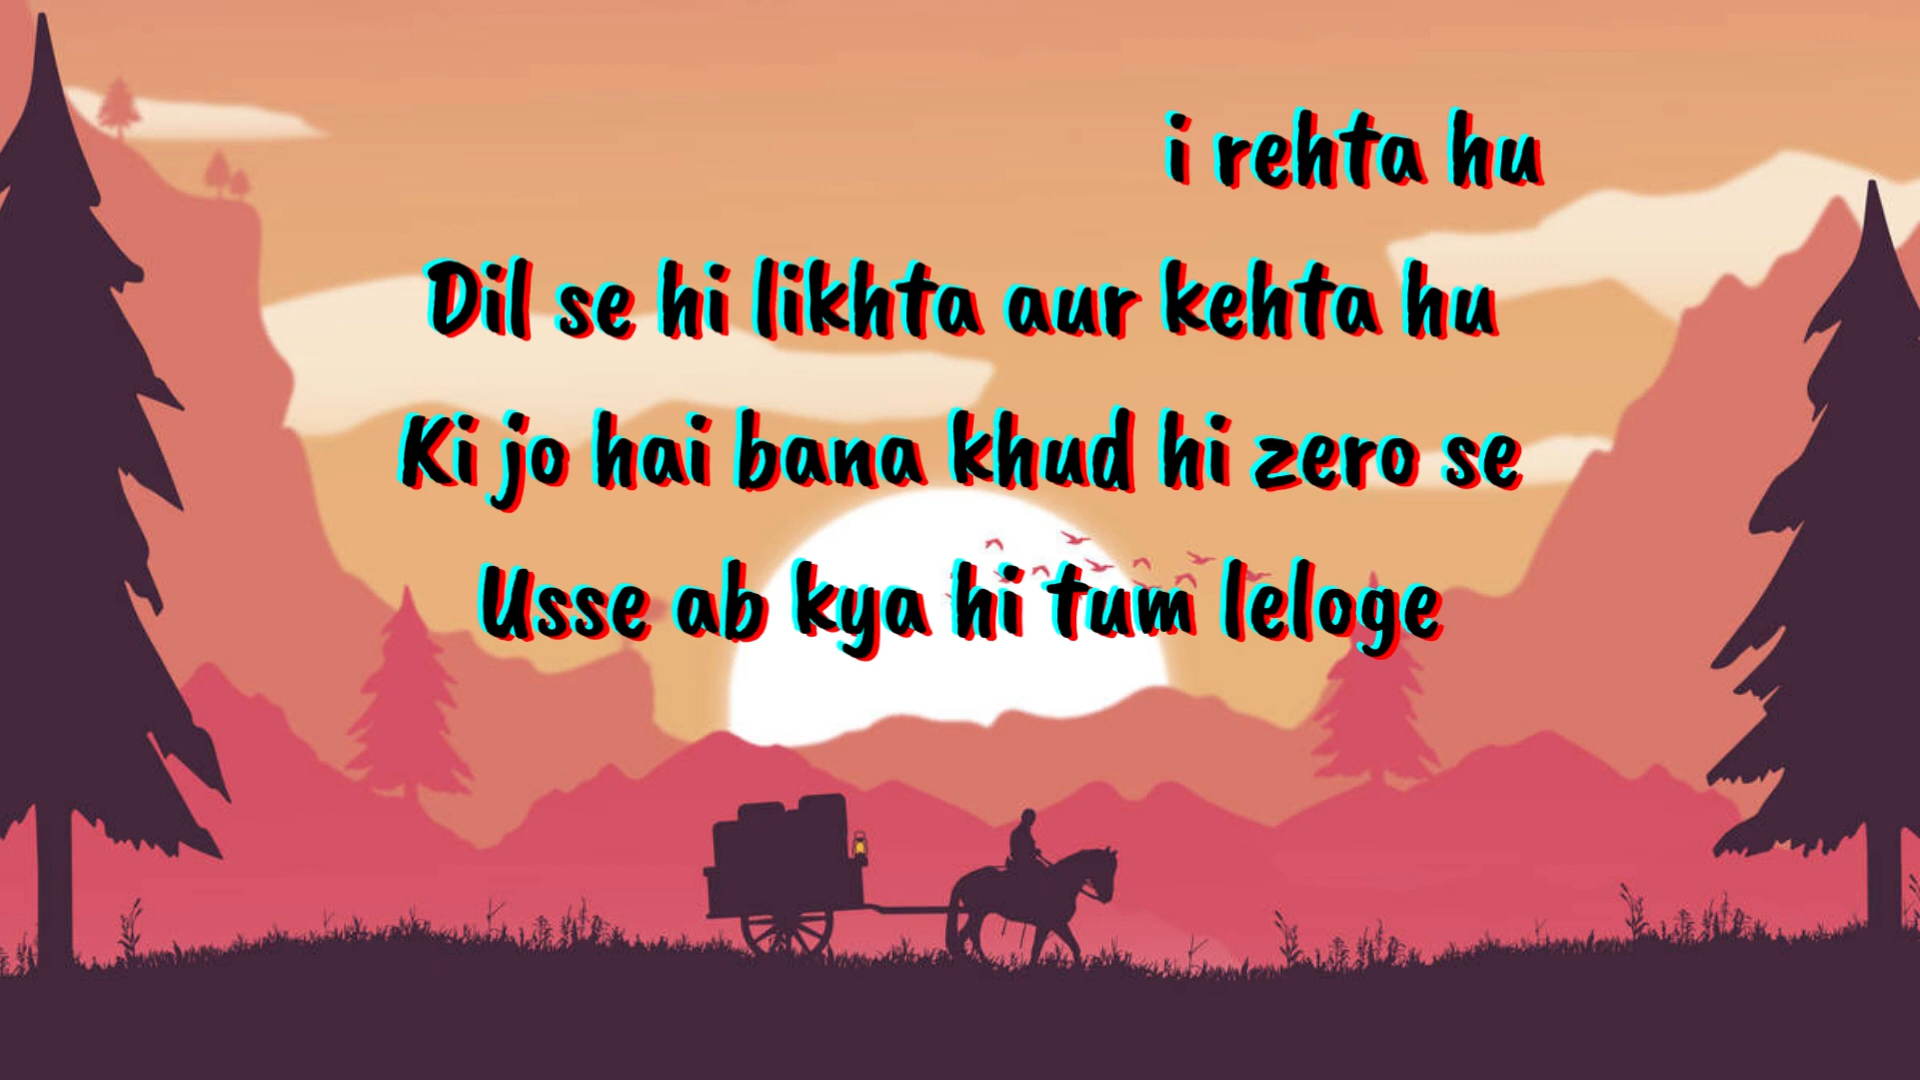 i rehta hu
Dil se hi likhta aur kehta hu
Ki jo hai bana khud hi zero se
Usse ab kya hi tum leloge